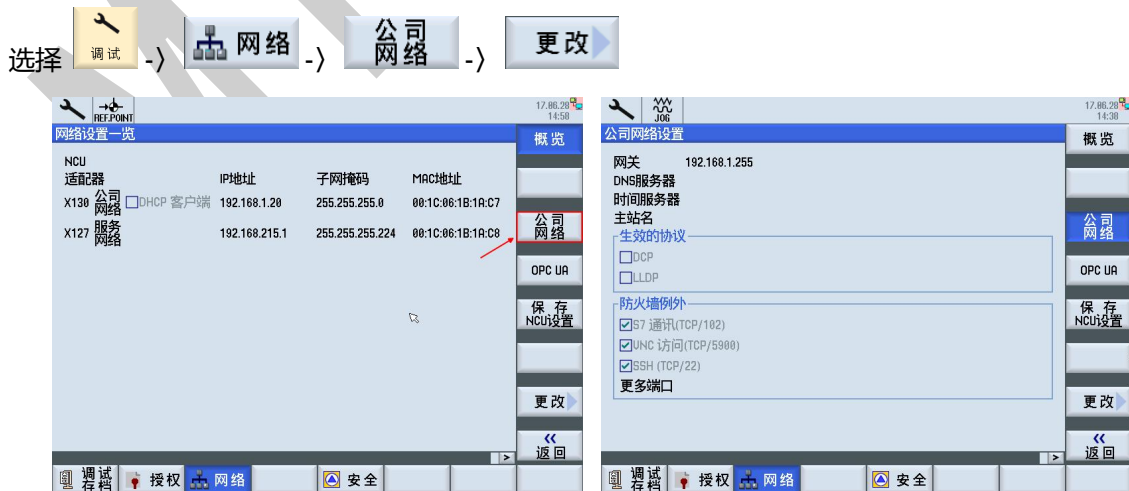 选择 调试 -〉 网络 -〉 公司网络 -〉 更改
REF.POINT
17.06.28
14:58
网络设置一览
概览
NCU
适配器 IP地址 子网掩码 MAC地址
X130 公司网络 DHCP 客户端 192.168.1.20 255.255.255.0 00:1C:06:1B:1A:C7
X127 服务网络 192.168.215.1 255.255.255.224 00:1C:06:1B:1A:C8
公司网络
OPC UA
保存
NCU设置
更改
返回
调试存档 授权 网络 安全
JOG
17.06.28
14:38
公司网络设置
概览
网关 192.168.1.255
DNS服务器
时间服务器
主站名
生效的协议
DCP
LLDP
防火墙例外
S7 通讯(TCP/102)
VNC 访问(TCP/5900)
SSH (TCP/22)
更多端口
公司网络
OPC UA
保存
NCU设置
更改
返回
调试存档 授权 网络 安全